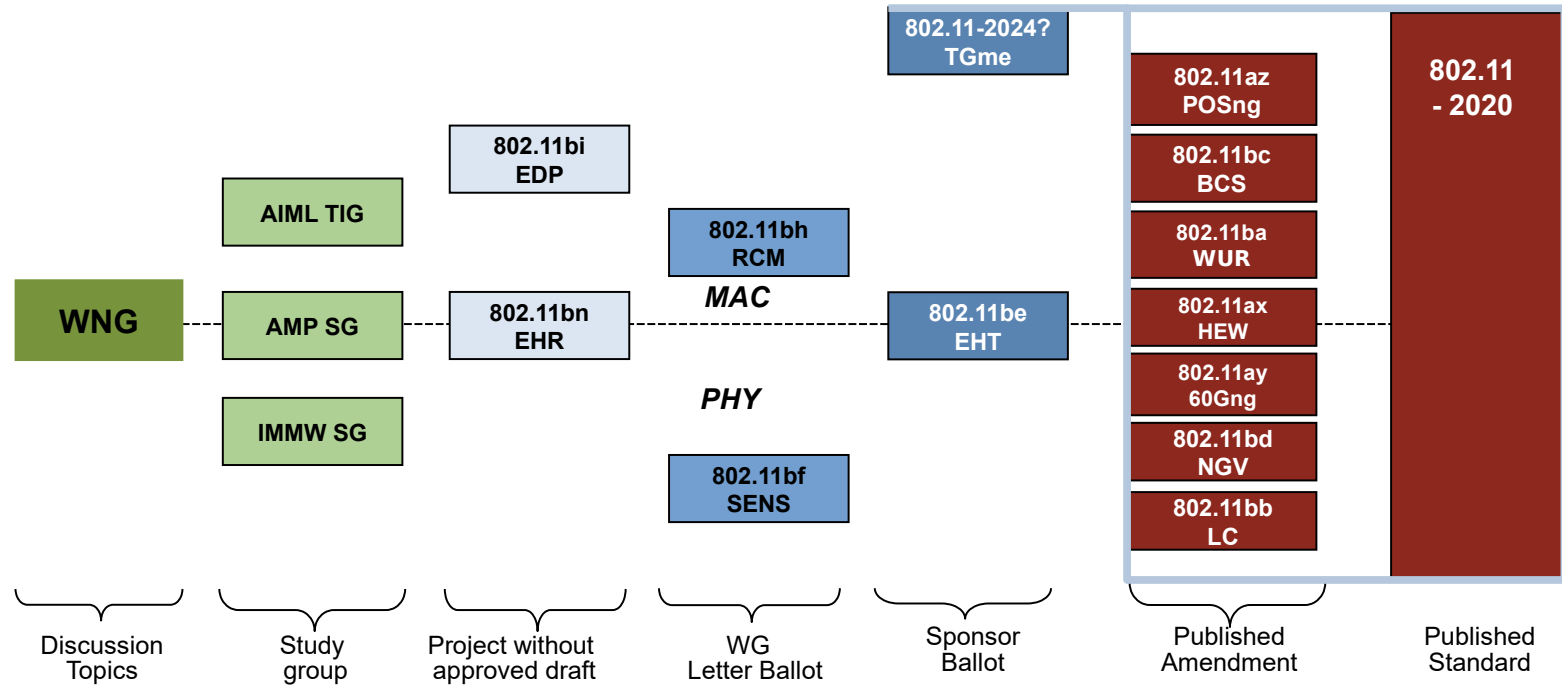 WNG
Discussion
Topics
AIML TIG
AMP SG
IMMW SG
Study
group
802.11bi
EDP
802.11bn
EHR
Project without
approved draft
802.11bh
RCM
MAC
PHY
802.11bf
SENS
WG
Letter Ballot
802.11-2024?
TGme
802.11be
EHT
Sponsor
Ballot
802.11az
POSng
802.11bc
BCS
802.11ba
WUR
802.11ax
HEW
802.11ay
60Gng
802.11bd
NGV
802.11bb
LC
Published
Amendment
802.11
- 2020
Published
Standard